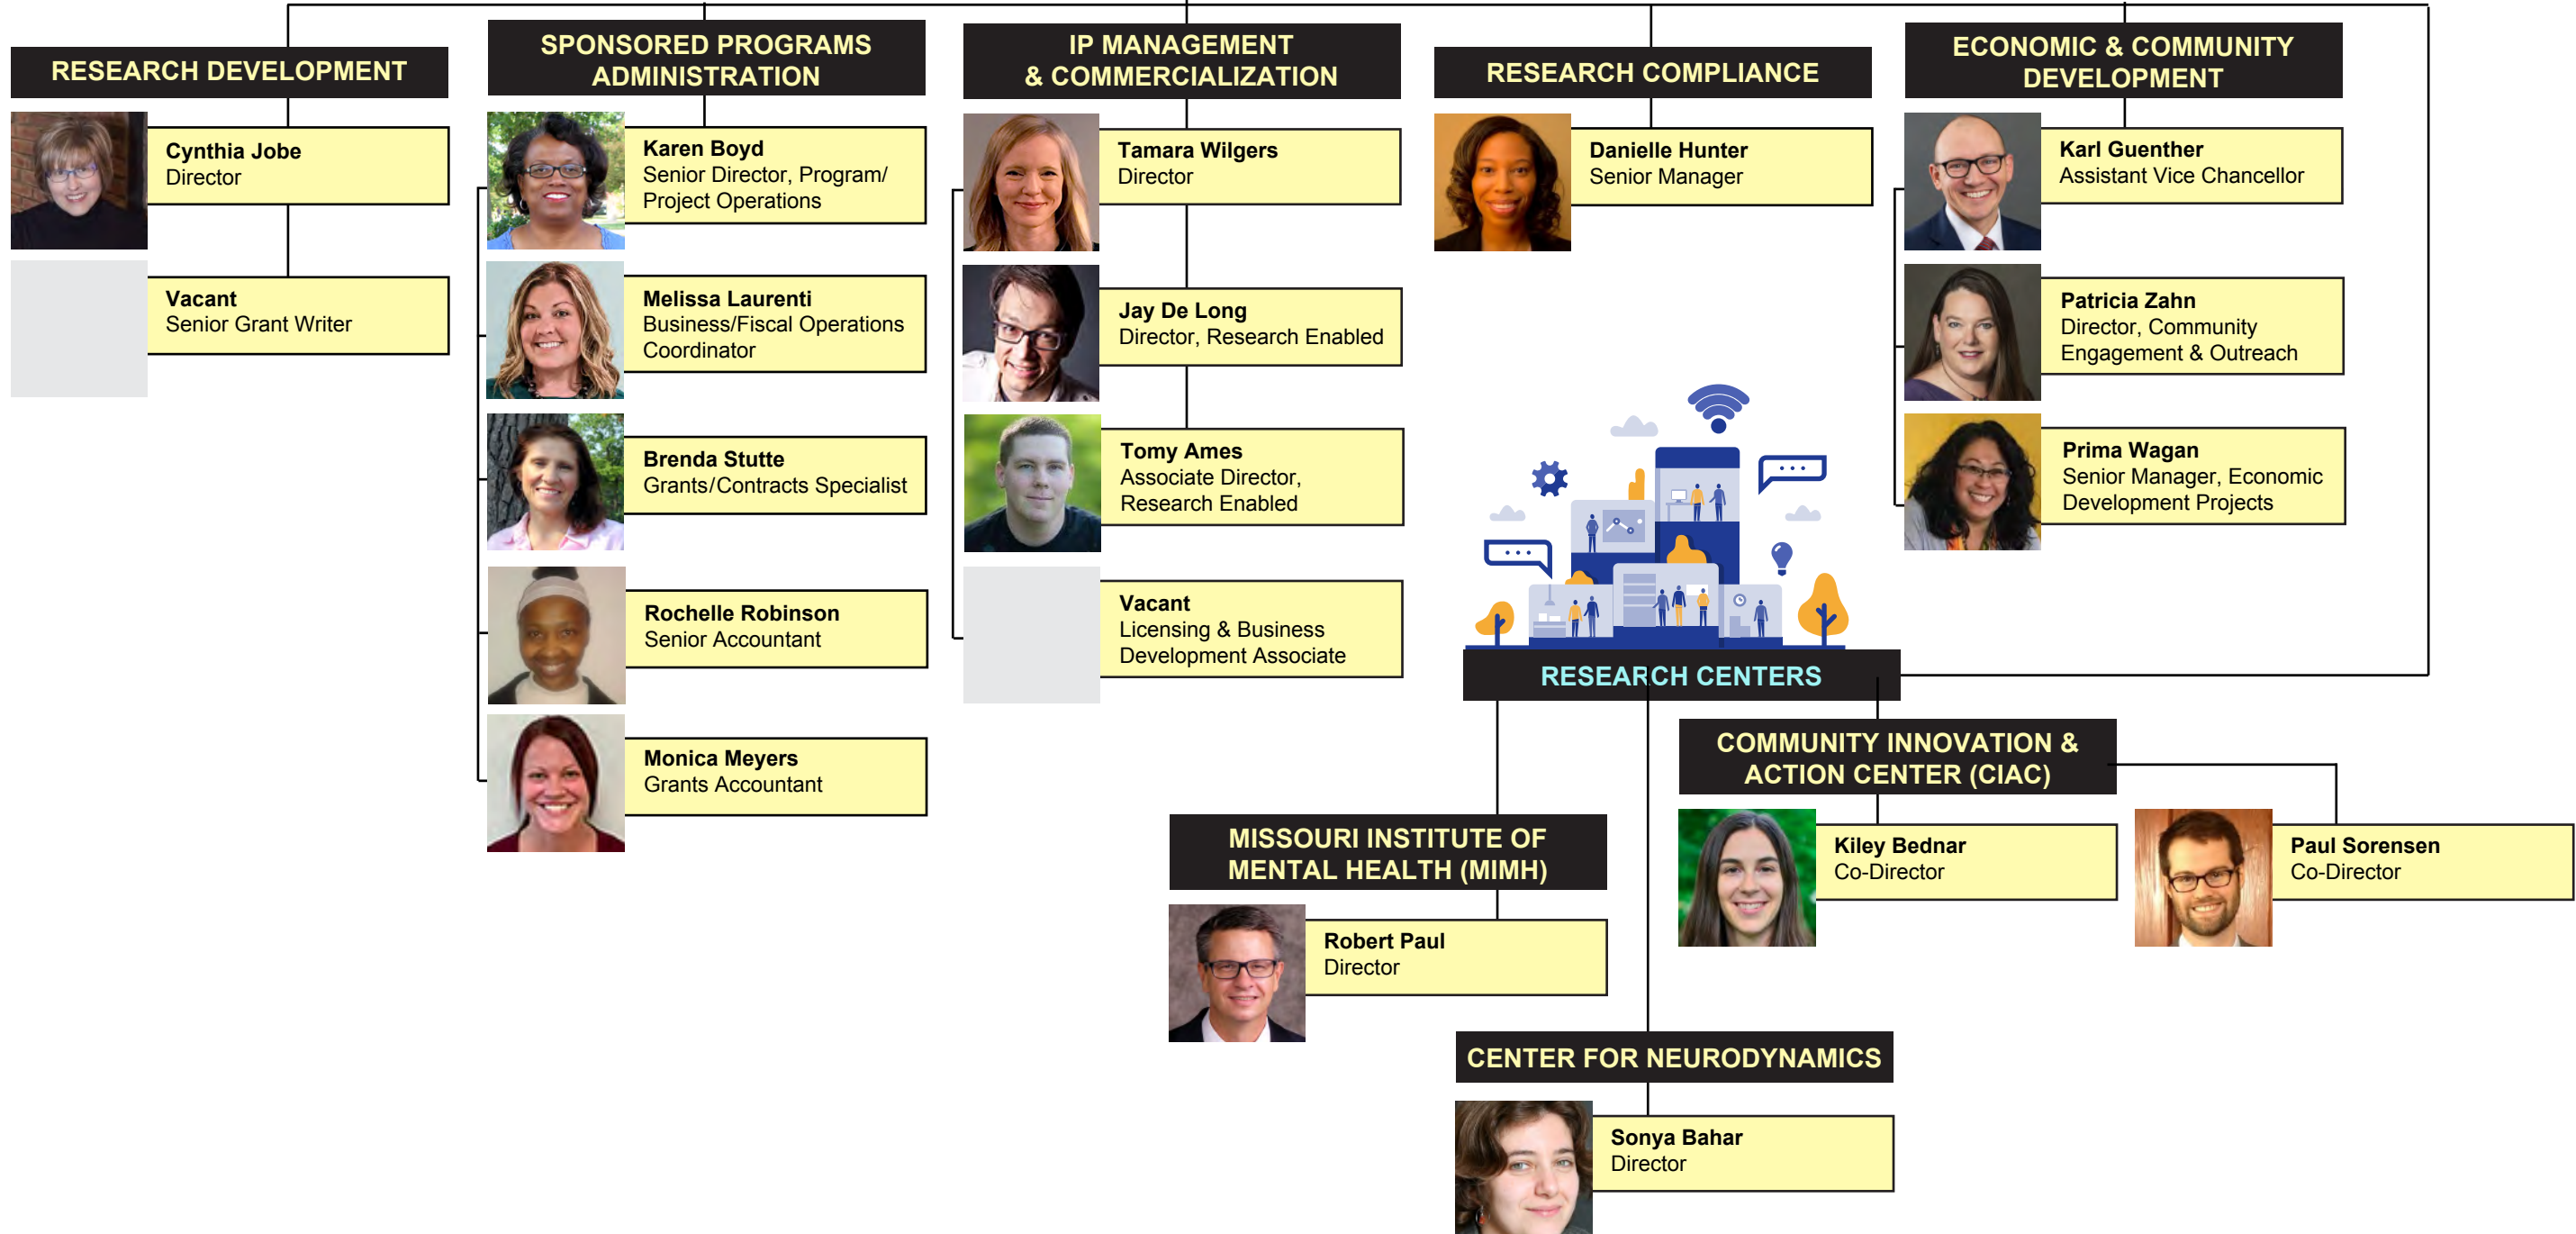 RESEARCH DEVELOPMENT
Cynthia Jobe
Director
Vacant
Senior Grant Writer
SPONSORED PROGRAMS
ADMINISTRATION
Karen Boyd
Senior Director, Program/
Project Operations
Melissa Laurenti
Business/Fiscal Operations
Coordinator
Brenda Stutte
Grants/Contracts Specialist
Rochelle Robinson
Senior Accountant
Monica Meyers
Grants Accountant
IP MANAGEMENT
& COMMERCIALIZATION
Tamara Wilgers
Director
Jay De Long
Director, Research Enabled
Tomy Ames
Associate Director,
Research Enabled
Vacant
Licensing & Business
Development Associate
RESEARCH COMPLIANCE
Danielle Hunter
Senior Manager
ECONOMIC & COMMUNITY
DEVELOPMENT
Karl Guenther
Assistant Vice Chancellor
Patricia Zahn
Director, Community
Engagement & Outreach
Prima Wagan
Senior Manager, Economic
Development Projects
RESEARCH CENTERS
MISSOURI INSTITUTE OF
MENTAL HEALTH (MIMH)
Robert Paul
Director
CENTER FOR NEURODYNAMICS
Sonya Bahar
Director
COMMUNITY INNOVATION &
ACTION CENTER (CIAC)
Kiley Bednar
Co-Director
Paul Sorensen
Co-Director